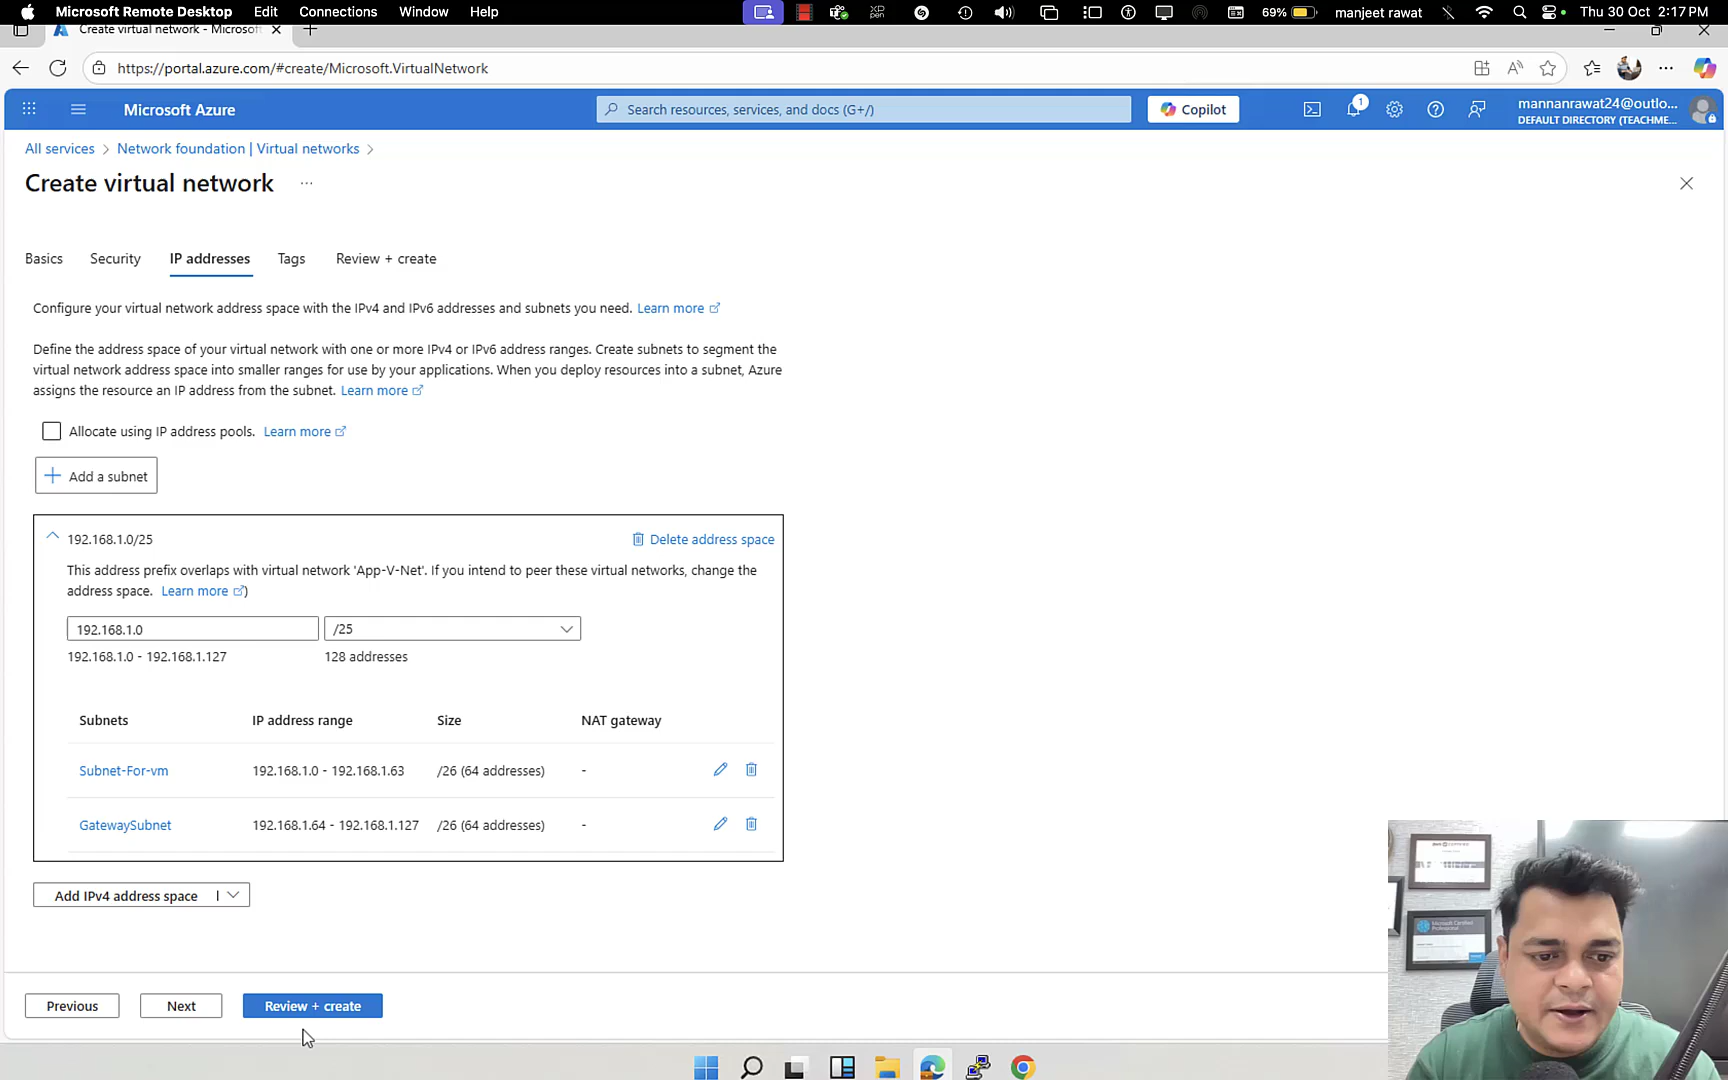 Microsoft Remote Desktop Edit Connections Window Help 69% manjeet rawat Thu 30 Oct 2:17 PM
Create virtual network - Microsoft
https://portal.azure.com/#create/Microsoft.VirtualNetwork
Microsoft Azure Search resources, services, and docs (G+/) Copilot 1 mannanrawat24@outlo...
DEFAULT DIRECTORY (TEACHME...
All services > Network foundation | Virtual networks >
Create virtual network ...
Basics Security IP addresses Tags Review + create
Configure your virtual network address space with the IPv4 and IPv6 addresses and subnets you need. Learn more
Define the address space of your virtual network with one or more IPv4 or IPv6 address ranges. Create subnets to segment the
virtual network address space into smaller ranges for use by your applications. When you deploy resources into a subnet, Azure
assigns the resource an IP address from the subnet. Learn more
Allocate using IP address pools. Learn more
Add a subnet
192.168.1.0/25 Delete address space
This address prefix overlaps with virtual network 'App-V-Net'. If you intend to peer these virtual networks, change the
address space. Learn more )
192.168.1.0 /25
192.168.1.0 - 192.168.1.127 128 addresses
Subnets IP address range Size NAT gateway
Subnet-For-vm 192.168.1.0 - 192.168.1.63 /26 (64 addresses) -
GatewaySubnet 192.168.1.64 - 192.168.1.127 /26 (64 addresses) -
Add IPv4 address space |
Previous Next Review + create